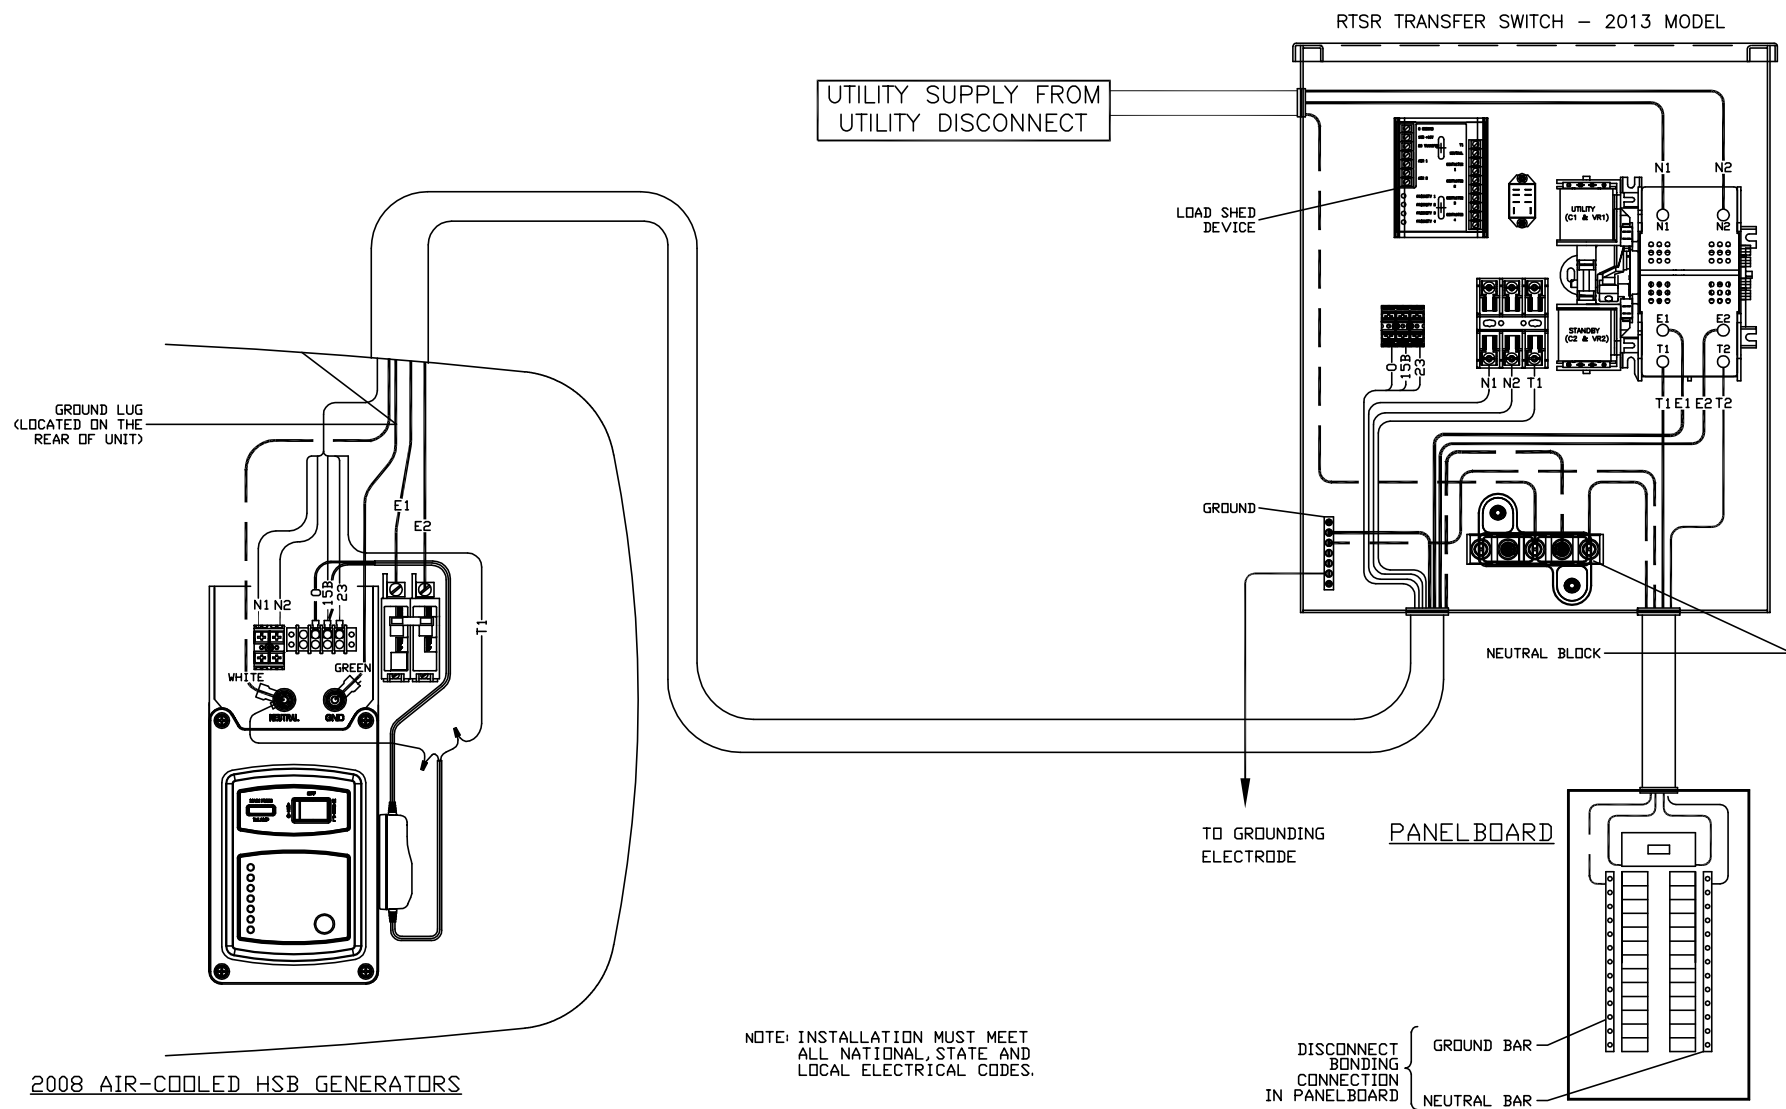 RTSR TRANSFER SWITCH - 2013 MODEL
UTILITY SUPPLY FROM
UTILITY DISCONNECT
N1 N2
LOAD SHED
DEVICE
UTILITY
(C1 & VR1)
N1 N2
E1 E2
STANDBY
(C2 & VR2)
T1 T2
0
15B
23
N1 N2 T1
T1 E1 E2 T2
GROUND LUG
(LOCATED ON THE
REAR OF UNIT)
E1
E2
GROUND
N1 N2
0
15B
23
T1
NEUTRAL BLOCK
WHITE
GREEN
NEUTRAL
GND
OFF
TO GROUNDING
ELECTRODE
PANELBOARD
NOTE: INSTALLATION MUST MEET
ALL NATIONAL, STATE AND
LOCAL ELECTRICAL CODES.
DISCONNECT
BONDING
CONNECTION
IN PANELBOARD
GROUND BAR
NEUTRAL BAR
2008 AIR-COOLED HSB GENERATORS